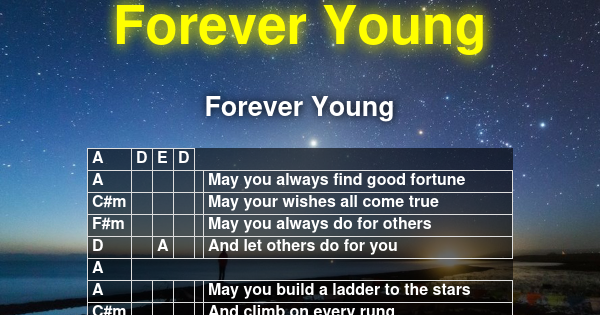 Forever Young
Forever Young
A D E D
A May you always find good fortune
C#m May your wishes all come true
F#m May you always do for others
D A And let others do for you
A
A May you build a ladder to the stars
C#m And climb on every rung